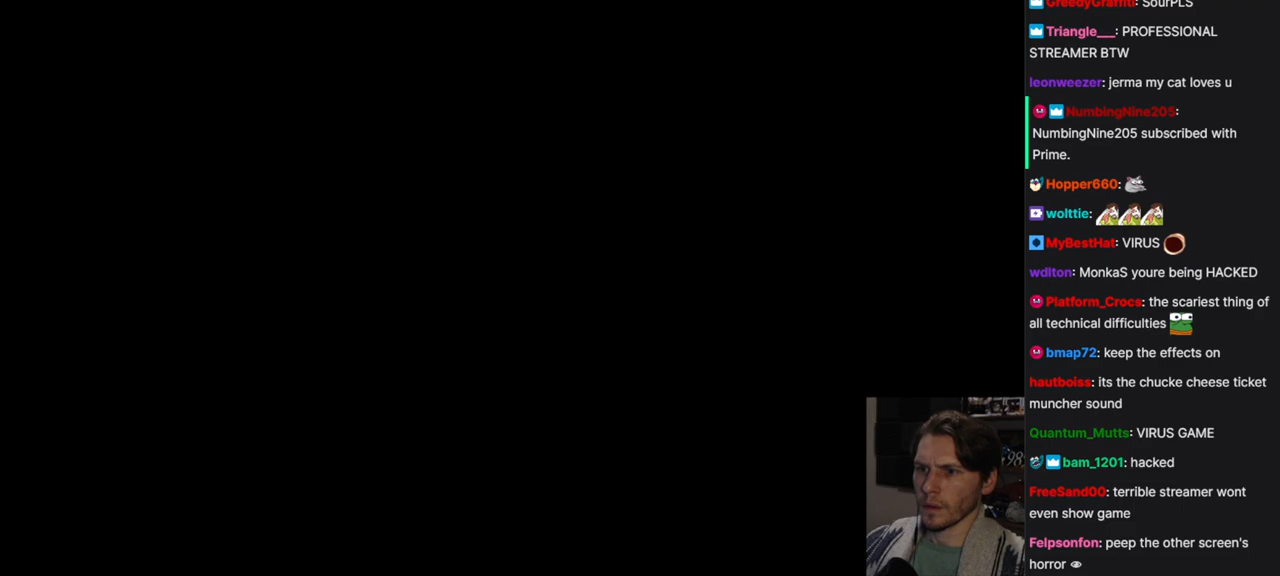 GreedyGraffiti: SourPLS
Triangle___: PROFESSIONAL
STREAMER BTW
leonweezer: jerma my cat loves u
NumbingNine205:
NumbingNine205 subscribed with
Prime.
Hopper660:
wolttie:
MyBestHat: VIRUS
wdlton: MonkaS youre being HACKED
Platform_Crocs: the scariest thing of
all technical difficulties
bmap72: keep the effects on
hautboiss: its the chucke cheese ticket
muncher sound
Quantum_Mutts: VIRUS GAME
bam_1201: hacked
FreeSand00: terrible streamer wont
even show game
Felpsonfon: peep the other screen's
horror 👁